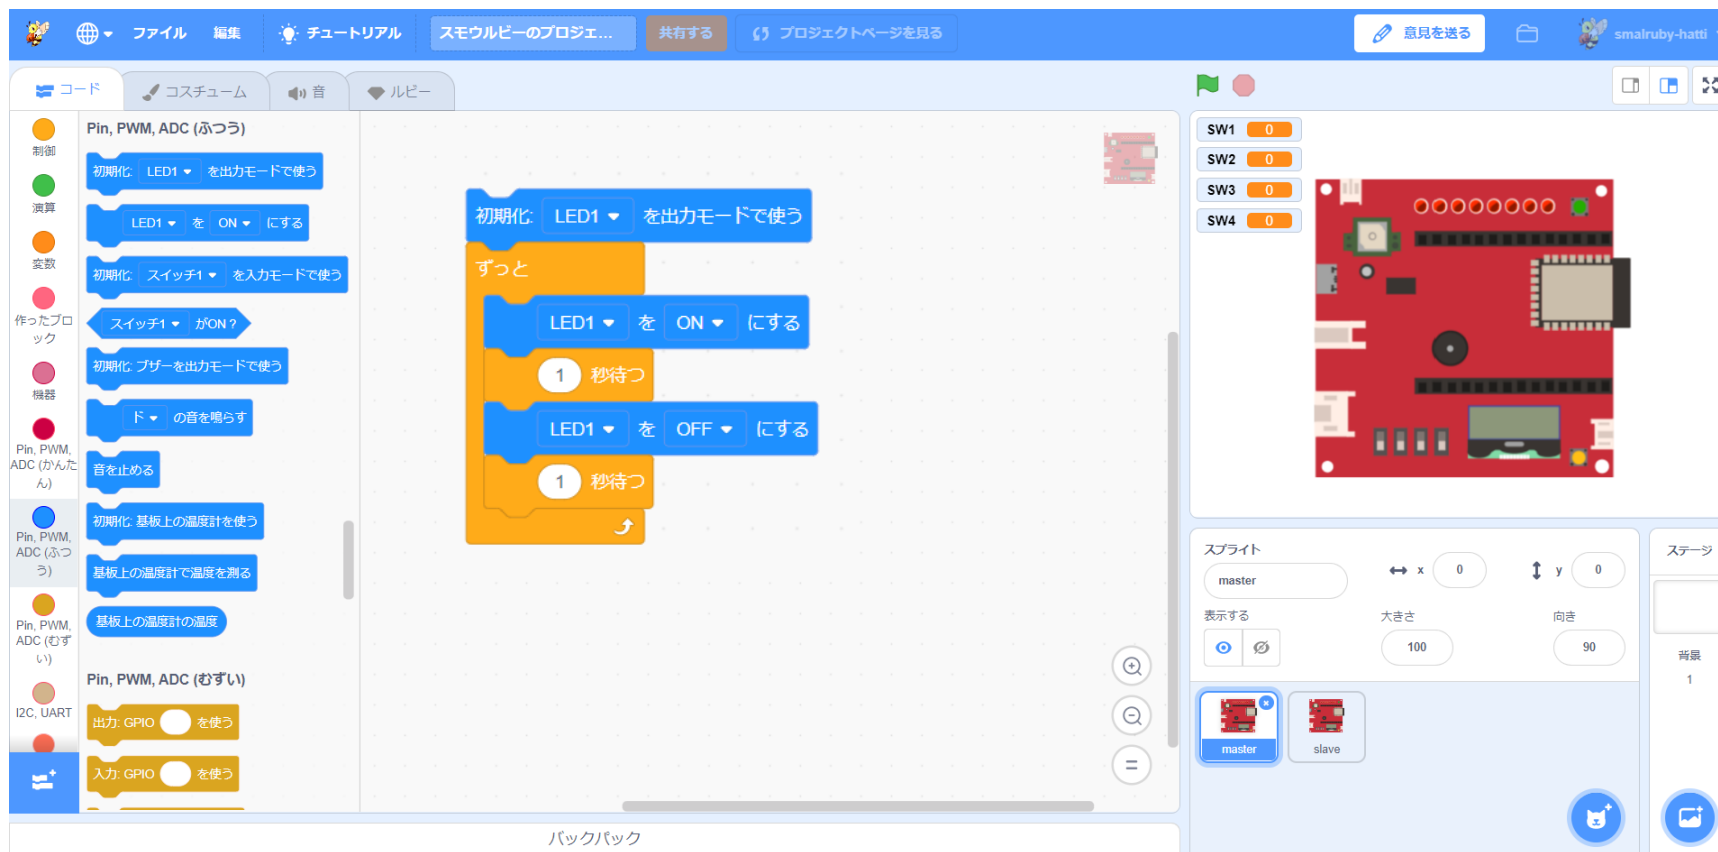 ファイル 編集 チュートリアル スモウルビーのプロジェ... 共有する プロジェクトページを見る 意見を送る smalruby-hatti
コード コスチューム 音 ルビー
制御
演算
変数
作ったブロ
ック
機器
Pin, PWM,
ADC (かんた
ん)
Pin, PWM,
ADC (ふつ
う)
Pin, PWM,
ADC (むず
い)
I2C, UART
Pin, PWM, ADC (ふつう)
初期化: LED1 を出力モードで使う
LED1 を ON にする
初期化: スイッチ1 を入力モードで使う
スイッチ1 がON？
初期化: ブザーを出力モードで使う
ド の音を鳴らす
音を止める
初期化: 基板上の温度計を使う
基板上の温度計で温度を測る
基板上の温度計の温度
Pin, PWM, ADC (むずい)
出力: GPIO を使う
入力: GPIO を使う
初期化: LED1 を出力モードで使う
ずっと
LED1 を ON にする
1 秒待つ
LED1 を OFF にする
1 秒待つ
バックパック
SW1 0
SW2 0
SW3 0
SW4 0
スプライト
master x 0 y 0
表示する 大きさ 向き
100 90
master slave
ステージ
背景
1